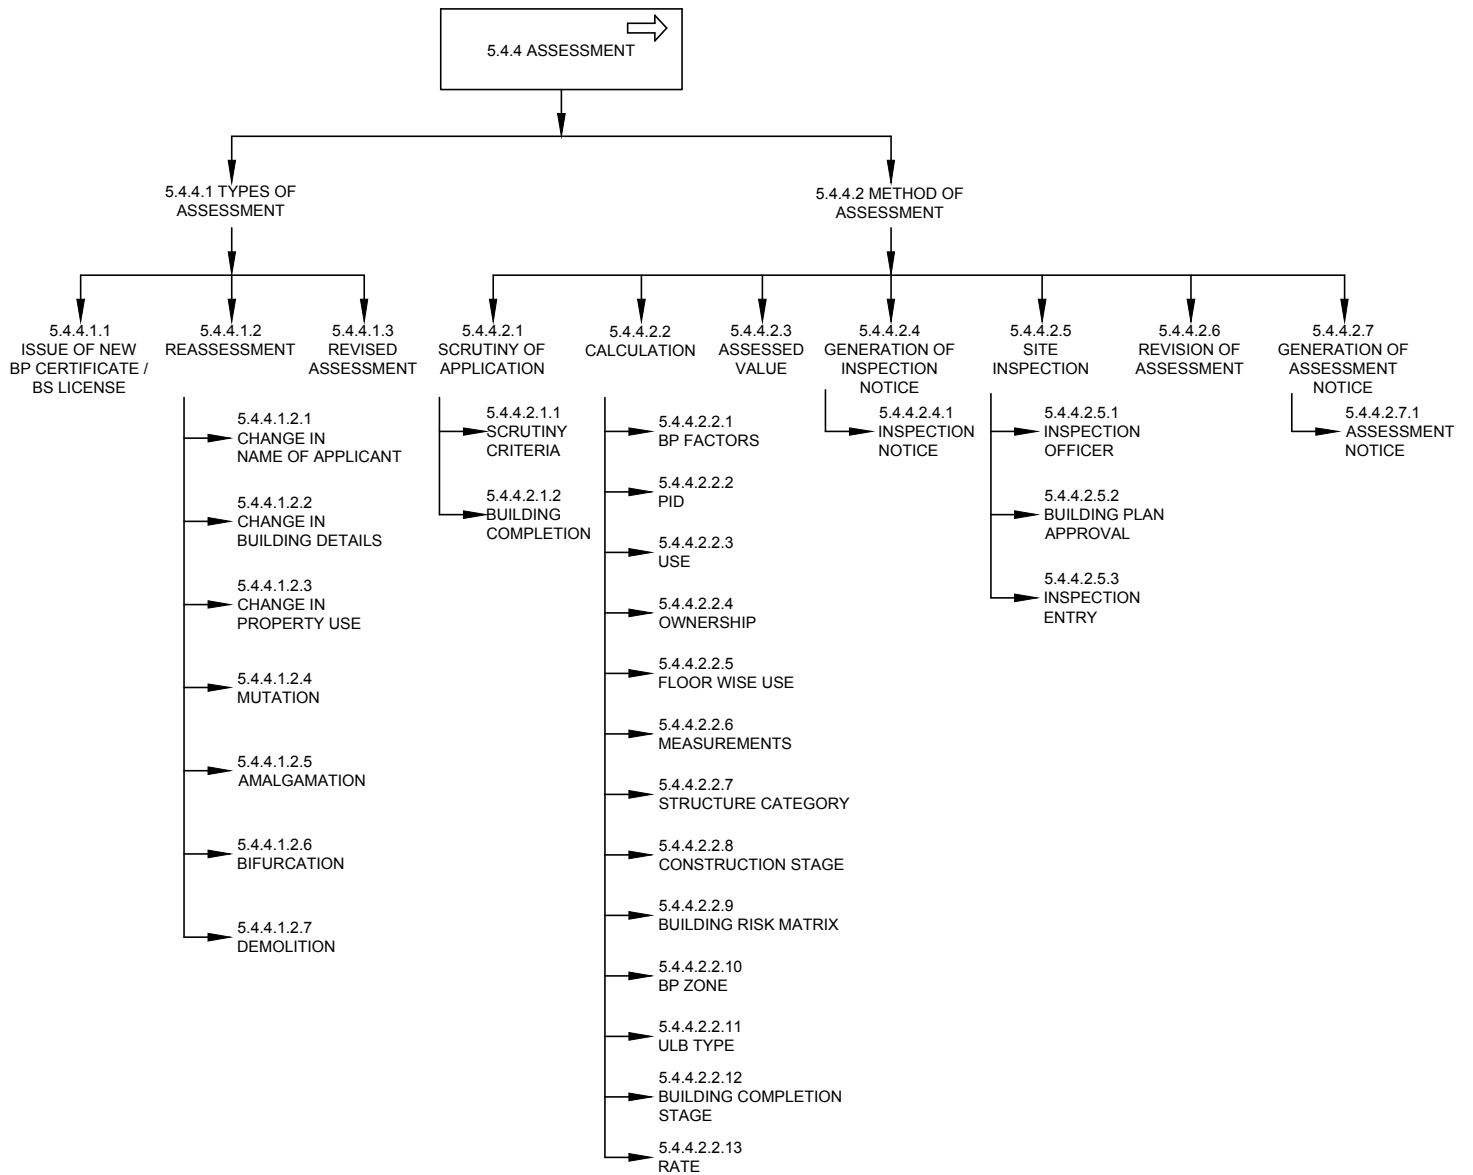 5.4.4 ASSESSMENT
5.4.4.1 TYPES OF
ASSESSMENT
5.4.4.2 METHOD OF
ASSESSMENT
5.4.4.1.1
ISSUE OF NEW
BP CERTIFICATE /
BS LICENSE
5.4.4.1.2
REASSESSMENT
5.4.4.1.3
REVISED
ASSESSMENT
5.4.4.2.1
SCRUTINY OF
APPLICATION
5.4.4.2.2
CALCULATION
5.4.4.2.3
ASSESSED
VALUE
5.4.4.2.4
GENERATION OF
INSPECTION
NOTICE
5.4.4.2.5
SITE
INSPECTION
5.4.4.2.6
REVISION OF
ASSESSMENT
5.4.4.2.7
GENERATION OF
ASSESSMENT
NOTICE
5.4.4.1.2.1
CHANGE IN
NAME OF APPLICANT
5.4.4.1.2.2
CHANGE IN
BUILDING DETAILS
5.4.4.1.2.3
CHANGE IN
PROPERTY USE
5.4.4.1.2.4
MUTATION
5.4.4.1.2.5
AMALGAMATION
5.4.4.1.2.6
BIFURCATION
5.4.4.1.2.7
DEMOLITION
5.4.4.2.1.1
SCRUTINY
CRITERIA
5.4.4.2.1.2
BUILDING
COMPLETION
5.4.4.2.2.1
BP FACTORS
5.4.4.2.2.2
PID
5.4.4.2.2.3
USE
5.4.4.2.2.4
OWNERSHIP
5.4.4.2.2.5
FLOOR WISE USE
5.4.4.2.2.6
MEASUREMENTS
5.4.4.2.2.7
STRUCTURE CATEGORY
5.4.4.2.2.8
CONSTRUCTION STAGE
5.4.4.2.2.9
BUILDING RISK MATRIX
5.4.4.2.2.10
BP ZONE
5.4.4.2.2.11
ULB TYPE
5.4.4.2.2.12
BUILDING COMPLETION
STAGE
5.4.4.2.2.13
RATE
5.4.4.2.4.1
INSPECTION
NOTICE
5.4.4.2.5.1
INSPECTION
OFFICER
5.4.4.2.5.2
BUILDING PLAN
APPROVAL
5.4.4.2.5.3
INSPECTION
ENTRY
5.4.4.2.7.1
ASSESSMENT
NOTICE